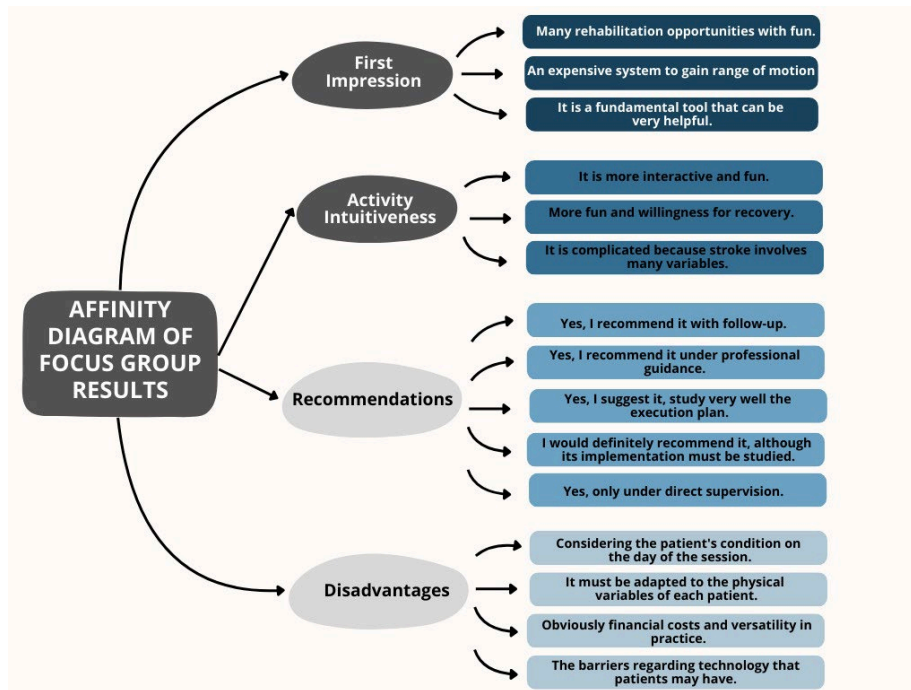 AFFINITY
DIAGRAM OF
FOCUS GROUP
RESULTS
First
Impression
Many rehabilitation opportunities with fun.
An expensive system to gain range of motion
It is a fundamental tool that can be
very helpful.
Activity
Intuitiveness
It is more interactive and fun.
More fun and willingness for recovery.
It is complicated because stroke involves
many variables.
Recommendations
Yes, I recommend it with follow-up.
Yes, I recommend it under professional
guidance.
Yes, I suggest it, study very well the
execution plan.
I would definitely recommend it, although
its implementation must be studied.
Yes, only under direct supervision.
Disadvantages
Considering the patient's condition on
the day of the session.
It must be adapted to the physical
variables of each patient.
Obviously financial costs and versatility in
practice.
The barriers regarding technology that
patients may have.